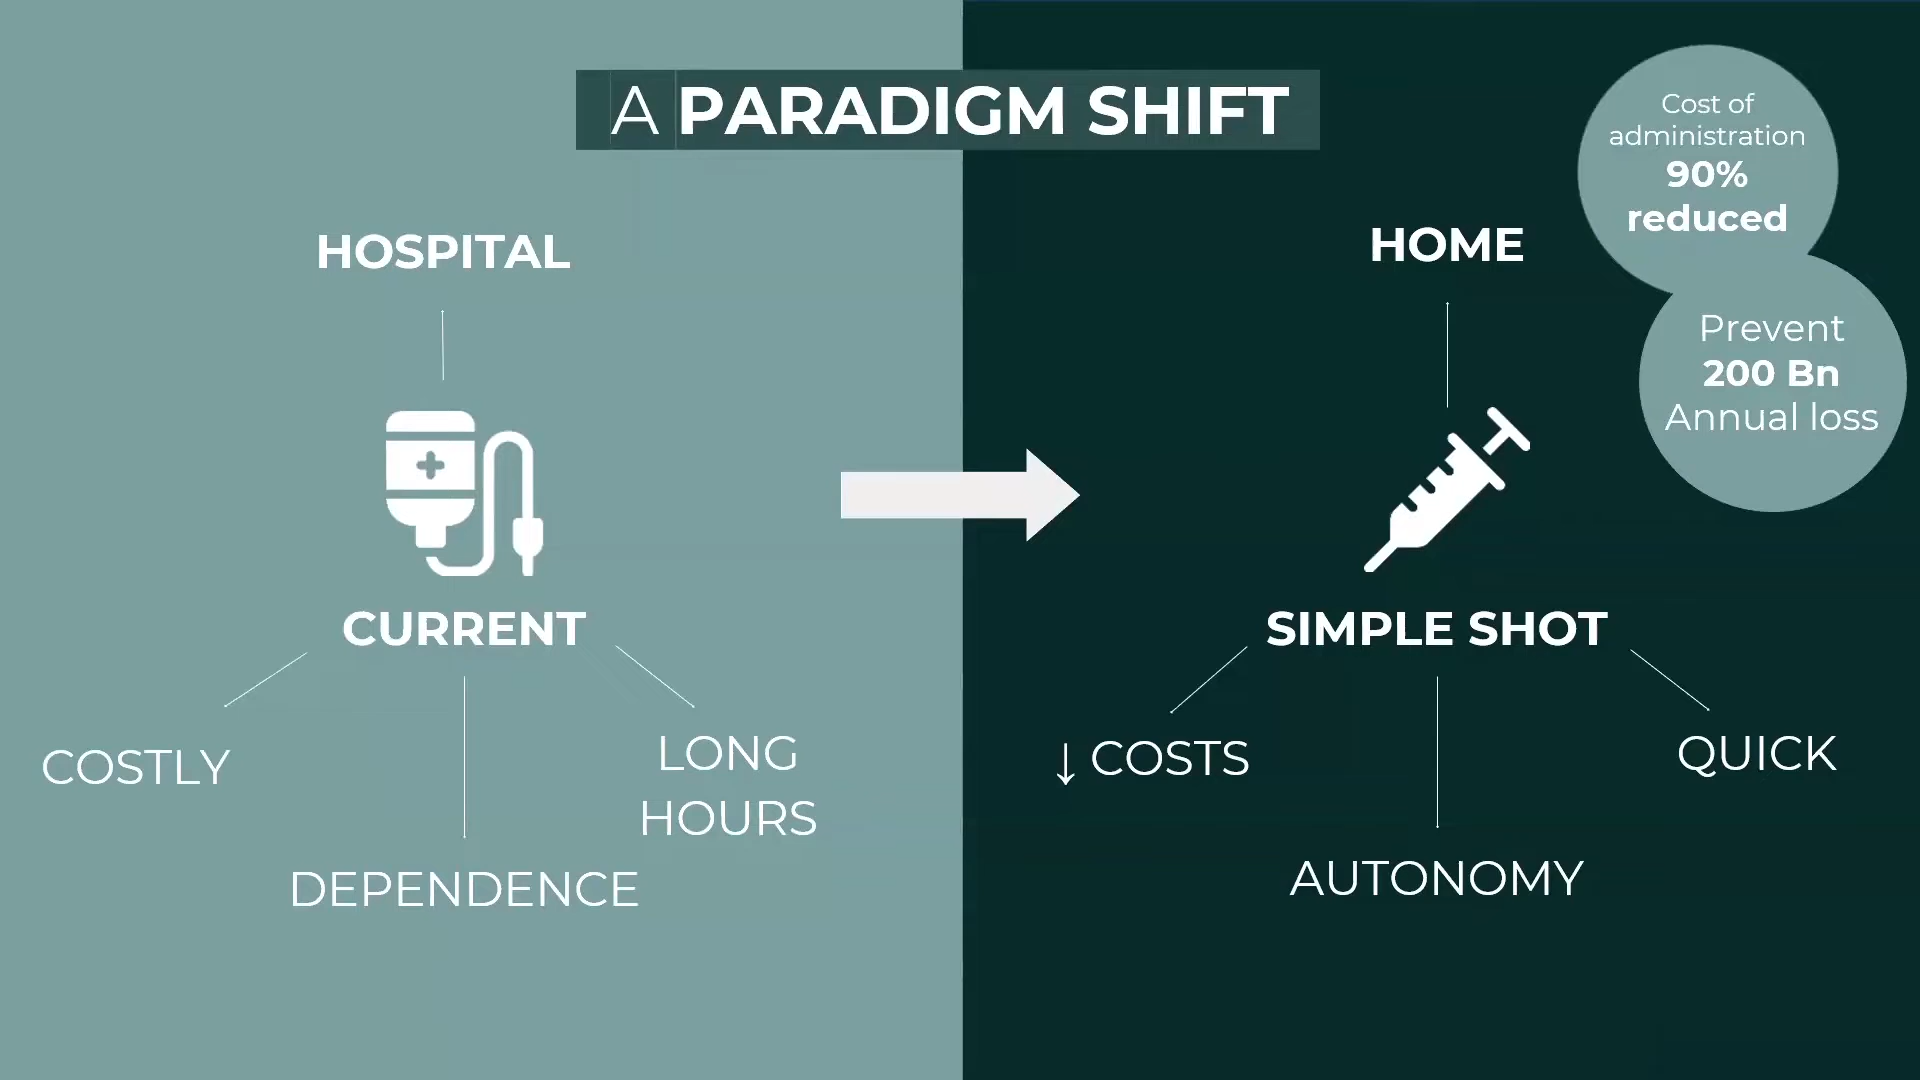 A PARADIGM SHIFT
HOSPITAL
CURRENT
COSTLY
DEPENDENCE
LONG
HOURS
HOME
SIMPLE SHOT
↓ COSTS
AUTONOMY
QUICK
Cost of
administration
90%
reduced
Prevent
200 Bn
Annual loss